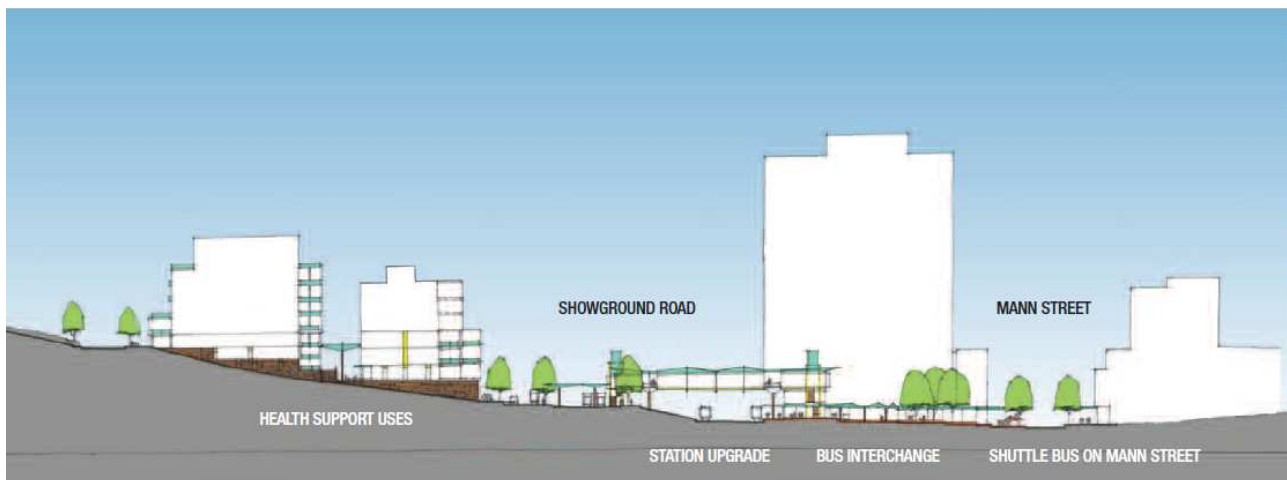 SHOWGROUND ROAD
MANN STREET
HEALTH SUPPORT USES
STATION UPGRADE
BUS INTERCHANGE
SHUTTLE BUS ON MANN STREET